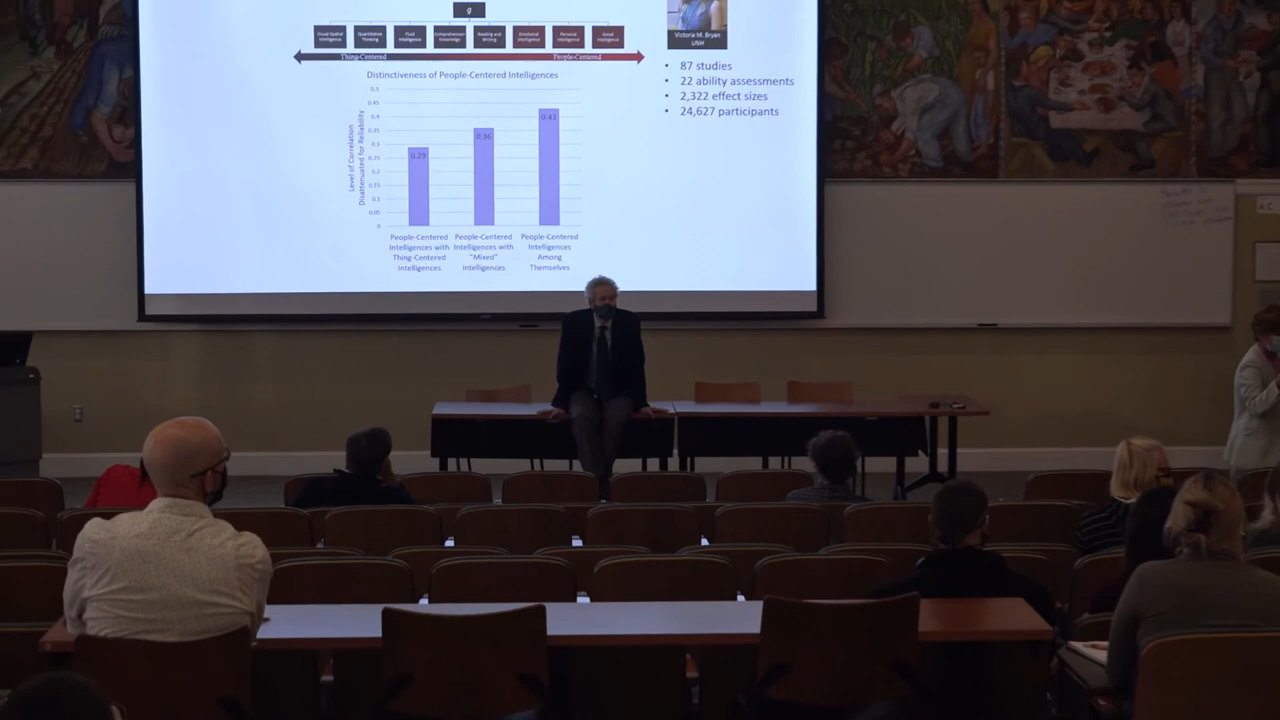 g
Visual-Spatial
Intelligence
Quantitative
Thinking
Fluid
Intelligence
Comprehension
Knowledge
Reading and
Writing
Emotional
Intelligence
Personal
Intelligence
Social
Intelligence
Thing-Centered
People-Centered
Distinctiveness of People-Centered Intelligences
Level of Correlation
Disattenuated for Reliability
0.5
0.45
0.4
0.35
0.3
0.25
0.2
0.15
0.1
0.05
0
0.29
0.36
0.43
People-Centered
Intelligences with
Thing-Centered
Intelligences
People-Centered
Intelligences with
"Mixed"
Intelligences
People-Centered
Intelligences
Among
Themselves
Victoria M. Bryan
UNH
• 87 studies
• 22 ability assessments
• 2,322 effect sizes
• 24,627 participants